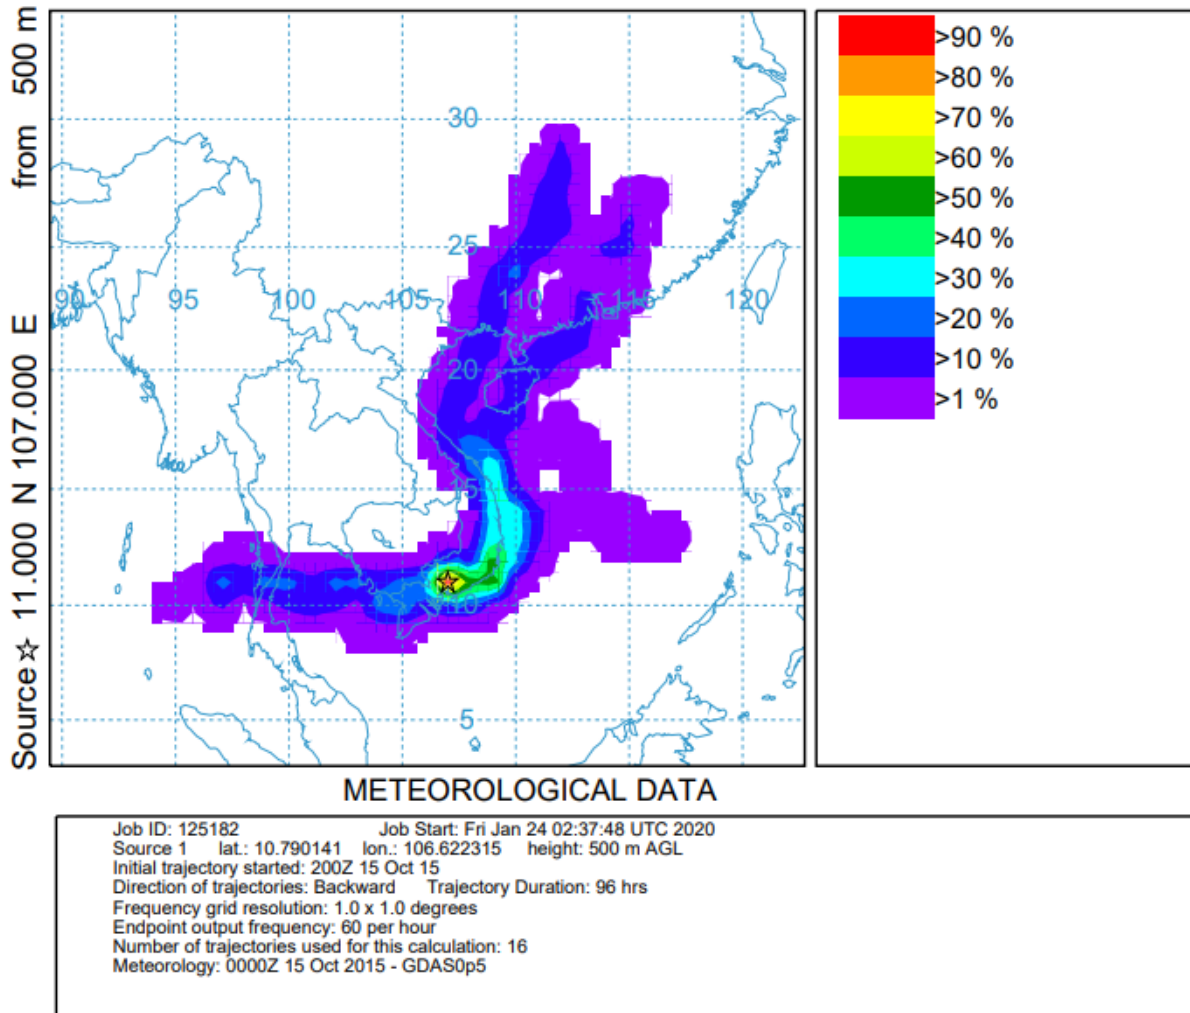 Source ☆ 11.000 N 107.000 E from 500 m
30
25
90 95 100 105 110 115 120
20
15
10
5
>90 %
>80 %
>70 %
>60 %
>50 %
>40 %
>30 %
>20 %
>10 %
>1 %
METEOROLOGICAL DATA
Job ID: 125182 Job Start: Fri Jan 24 02:37:48 UTC 2020
Source 1 lat.: 10.790141 lon.: 106.622315 height: 500 m AGL
Initial trajectory started: 200Z 15 Oct 15
Direction of trajectories: Backward Trajectory Duration: 96 hrs
Frequency grid resolution: 1.0 x 1.0 degrees
Endpoint output frequency: 60 per hour
Number of trajectories used for this calculation: 16
Meteorology: 0000Z 15 Oct 2015 - GDAS0p5